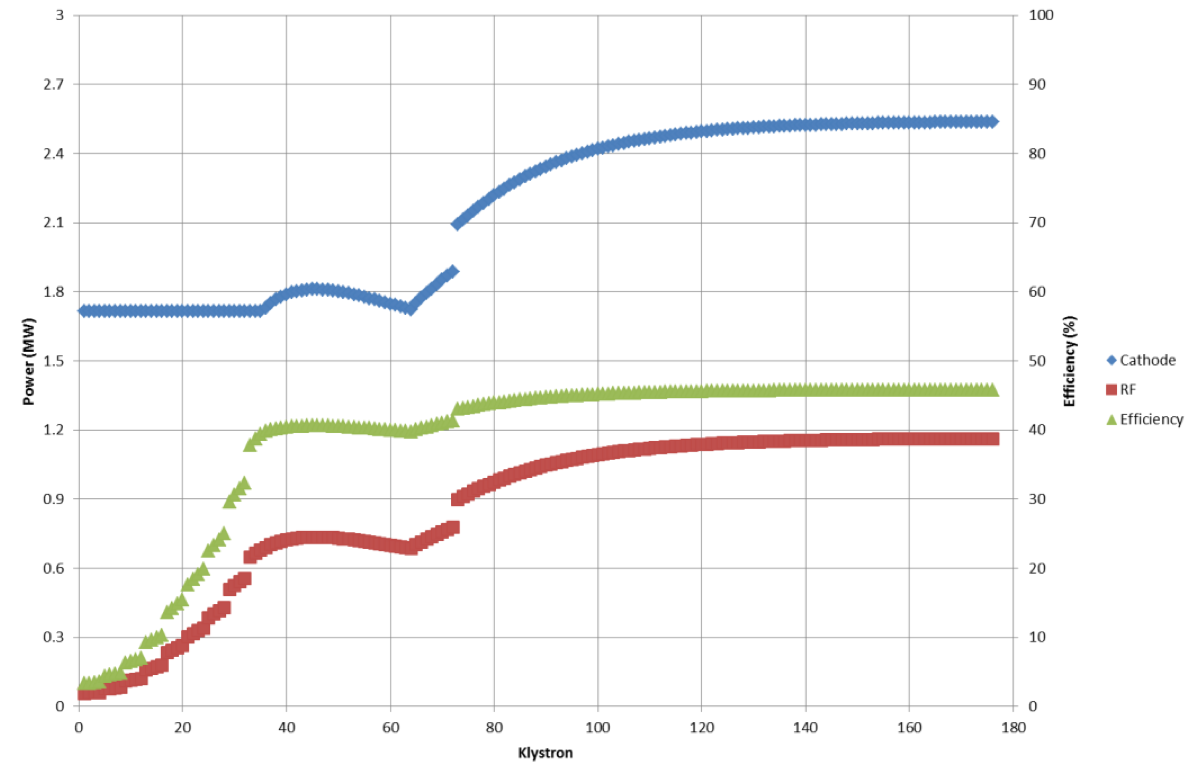 3 100
2.7 90
2.4 80
2.1 70
1.8 60
1.5 50
1.2 40
0.9 30
0.6 20
0.3 10
0 0
Power (MW)
Efficiency (%)
Cathode
RF
Efficiency
0 20 40 60 80 100 120 140 160 180
Klystron